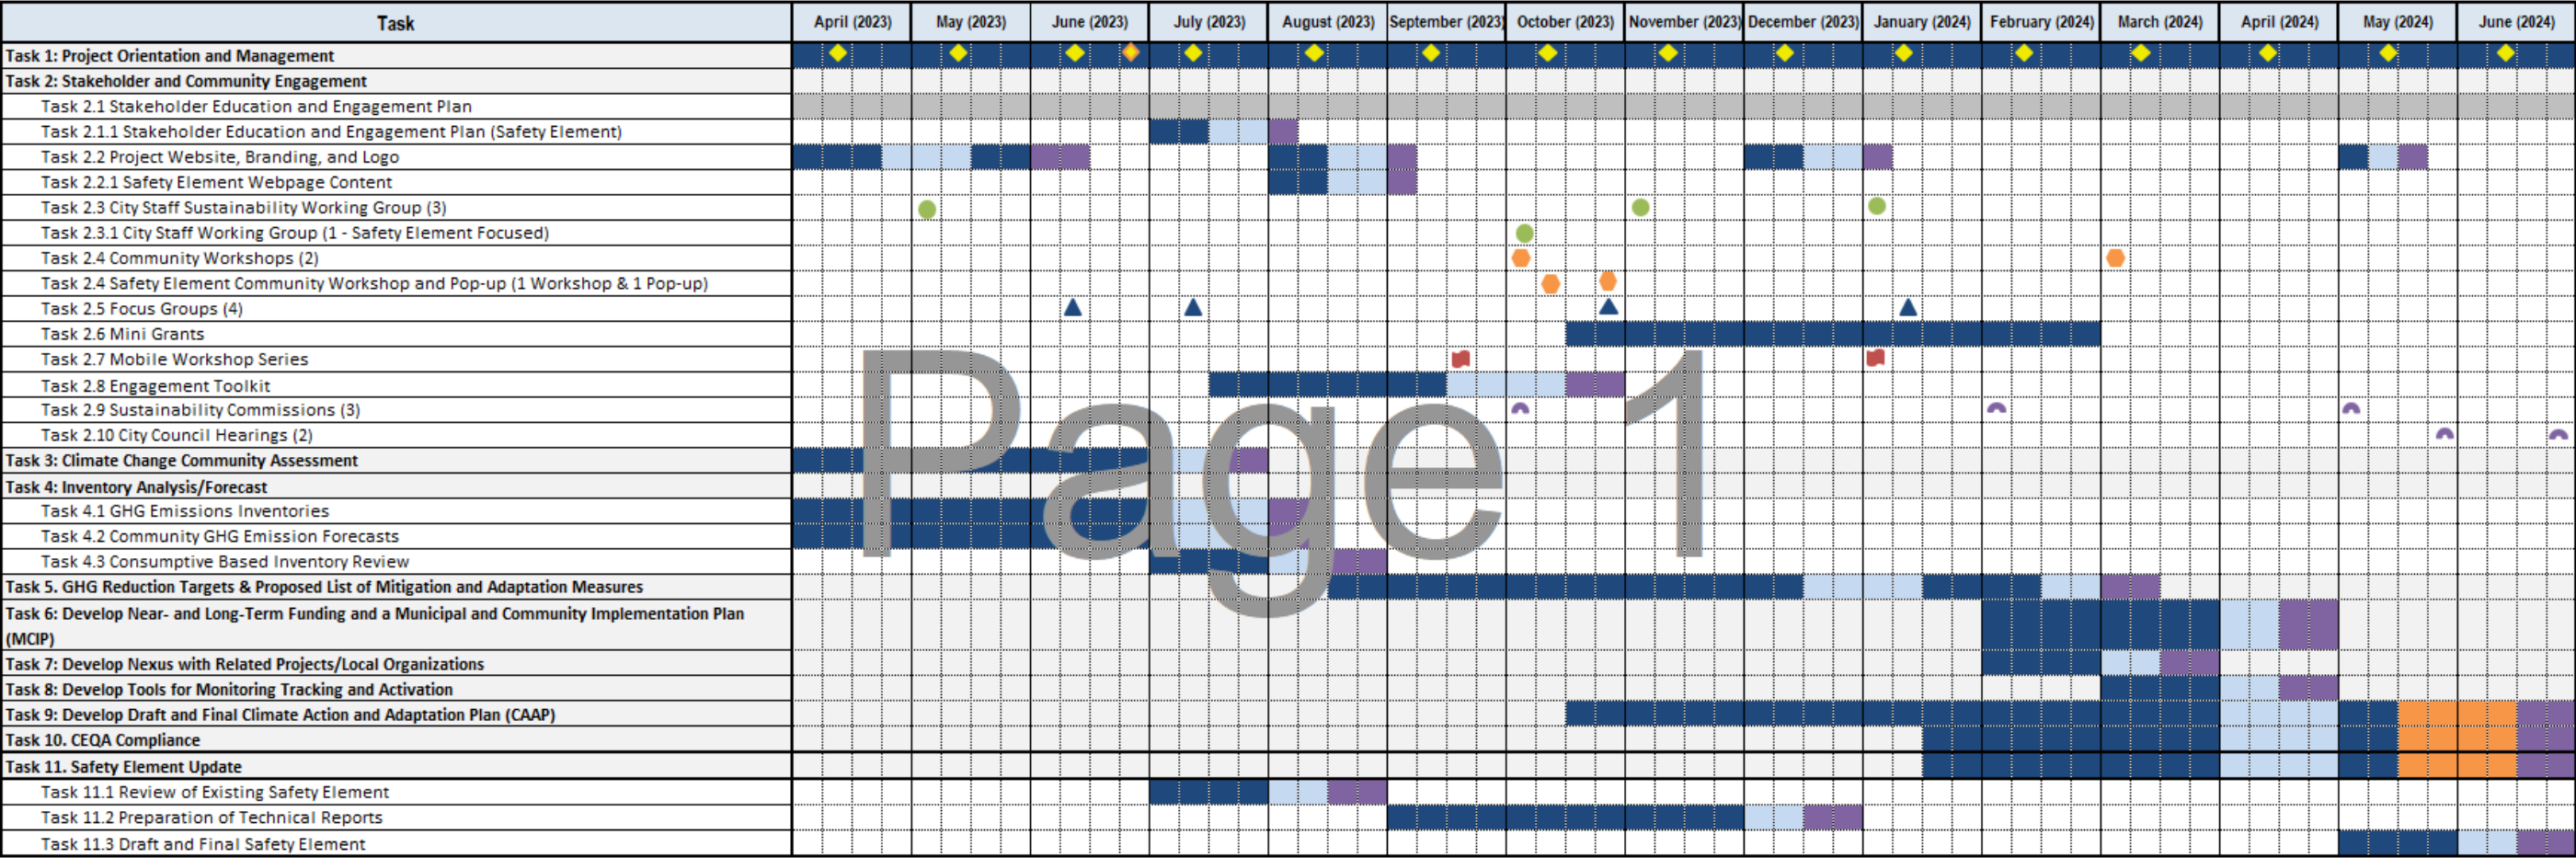 Task April (2023) May (2023) June (2023) July (2023) August (2023) September (2023) October (2023) November (2023) December (2023) January (2024) February (2024) March (2024) April (2024) May (2024) June (2024)
Task 1: Project Orientation and Management
Task 2: Stakeholder and Community Engagement
Task 2.1 Stakeholder Education and Engagement Plan
Task 2.1.1 Stakeholder Education and Engagement Plan (Safety Element)
Task 2.2 Project Website, Branding, and Logo
Task 2.2.1 Safety Element Webpage Content
Task 2.3 City Staff Sustainability Working Group (3)
Task 2.3.1 City Staff Working Group (1 - Safety Element Focused)
Task 2.4 Community Workshops (2)
Task 2.4 Safety Element Community Workshop and Pop-up (1 Workshop & 1 Pop-up)
Task 2.5 Focus Groups (4)
Task 2.6 Mini Grants
Task 2.7 Mobile Workshop Series
Task 2.8 Engagement Toolkit
Task 2.9 Sustainability Commissions (3)
Task 2.10 City Council Hearings (2)
Task 3: Climate Change Community Assessment
Task 4: Inventory Analysis/Forecast
Task 4.1 GHG Emissions Inventories
Task 4.2 Community GHG Emission Forecasts
Task 4.3 Consumptive Based Inventory Review
Task 5. GHG Reduction Targets & Proposed List of Mitigation and Adaptation Measures
Task 6: Develop Near- and Long-Term Funding and a Municipal and Community Implementation Plan
(MCIP)
Task 7: Develop Nexus with Related Projects/Local Organizations
Task 8: Develop Tools for Monitoring Tracking and Activation
Task 9: Develop Draft and Final Climate Action and Adaptation Plan (CAAP)
Task 10. CEQA Compliance
Task 11. Safety Element Update
Task 11.1 Review of Existing Safety Element
Task 11.2 Preparation of Technical Reports
Task 11.3 Draft and Final Safety Element
Page 1